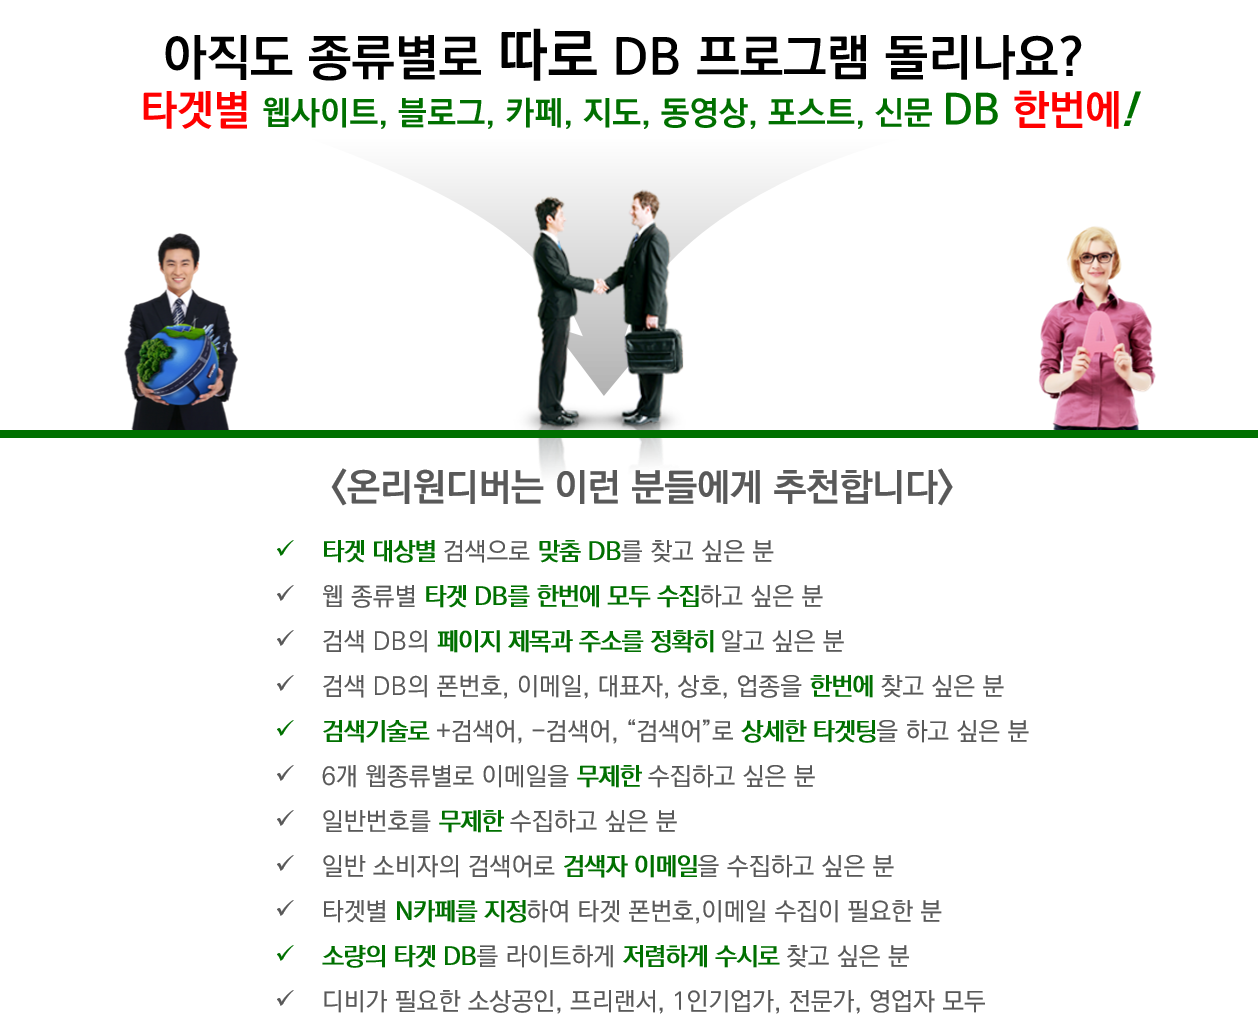 아직도 종류별로 따로 DB 프로그램 돌리나요?
타겟별 웹사이트, 블로그, 카페, 지도, 동영상, 포스트, 신문 DB 한번에!
A
<온리원디버는 이런 분들에게 추천합니다>
✓ 타겟 대상별 검색으로 맞춤 DB를 찾고 싶은 분
✓ 웹 종류별 타겟 DB를 한번에 모두 수집하고 싶은 분
✓ 검색 DB의 페이지 제목과 주소를 정확히 알고 싶은 분
✓ 검색 DB의 폰번호, 이메일, 대표자, 상호, 업종을 한번에 찾고 싶은 분
✓ 검색기술로 +검색어, -검색어, “검색어”로 상세한 타겟팅을 하고 싶은 분
✓ 6개 웹종류별로 이메일을 무제한 수집하고 싶은 분
✓ 일반번호를 무제한 수집하고 싶은 분
✓ 일반 소비자의 검색어로 검색자 이메일을 수집하고 싶은 분
✓ 타겟별 N카페를 지정하여 타겟 폰번호,이메일 수집이 필요한 분
✓ 소량의 타겟 DB를 라이트하게 저렴하게 수시로 찾고 싶은 분
✓ 디비가 필요한 소상공인, 프리랜서, 1인기업가, 전문가, 영업자 모두